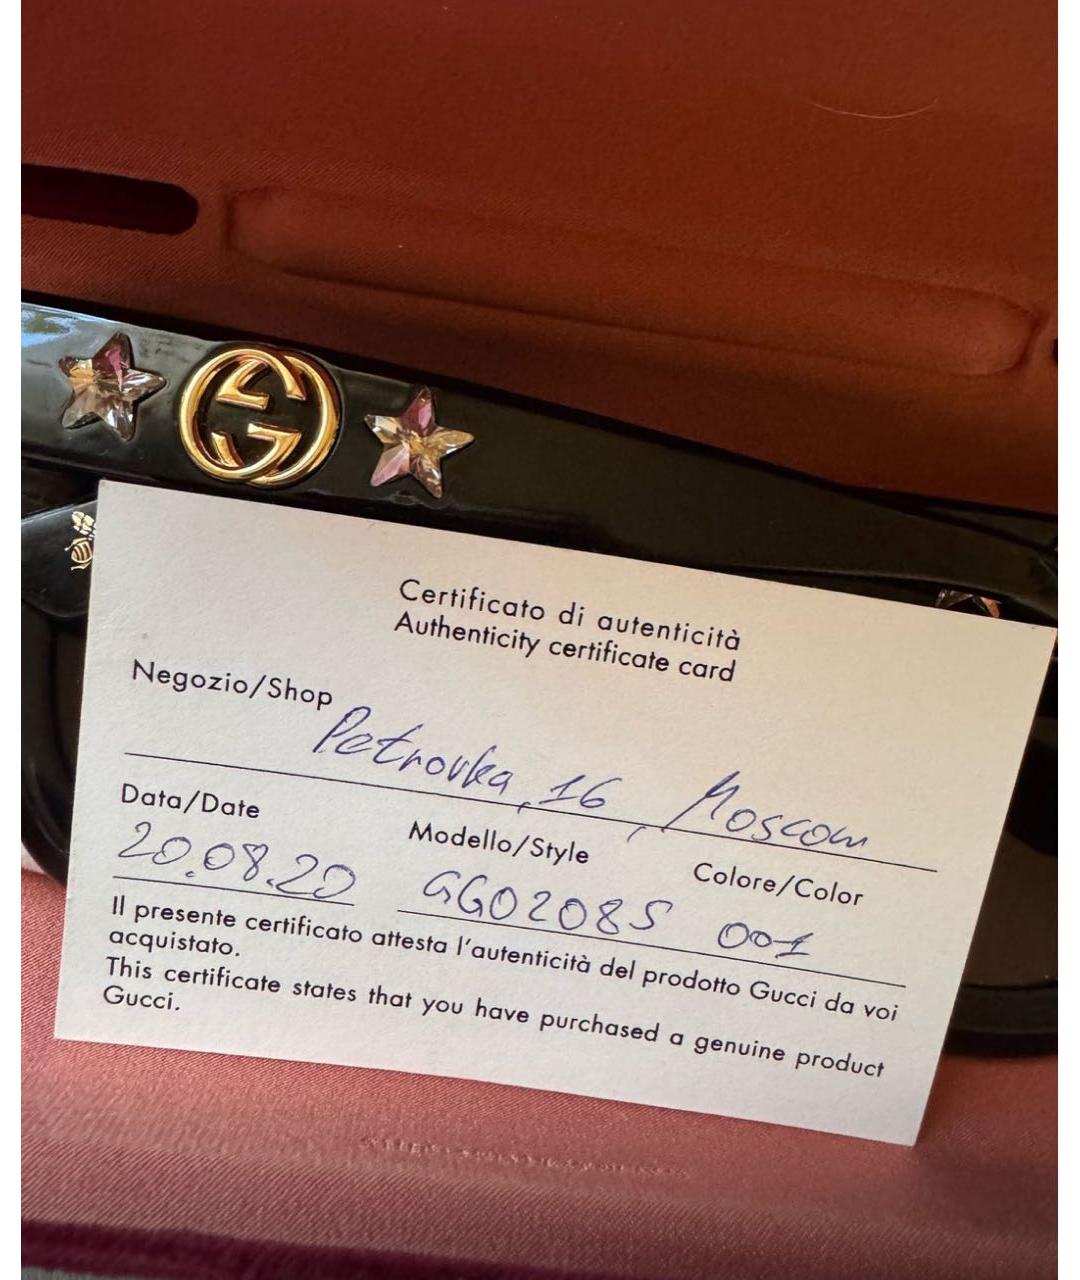 Certificato di autenticità
Authenticity certificate card
Negozio/Shop
Petrovka, 16, Moscow
Data/Date
20.08.20
Modello/Style
GG0208S
Colore/Color
001
Il presente certificato attesta l'autenticità del prodotto Gucci da voi
acquistato.
This certificate states that you have purchased a genuine product
Gucci.